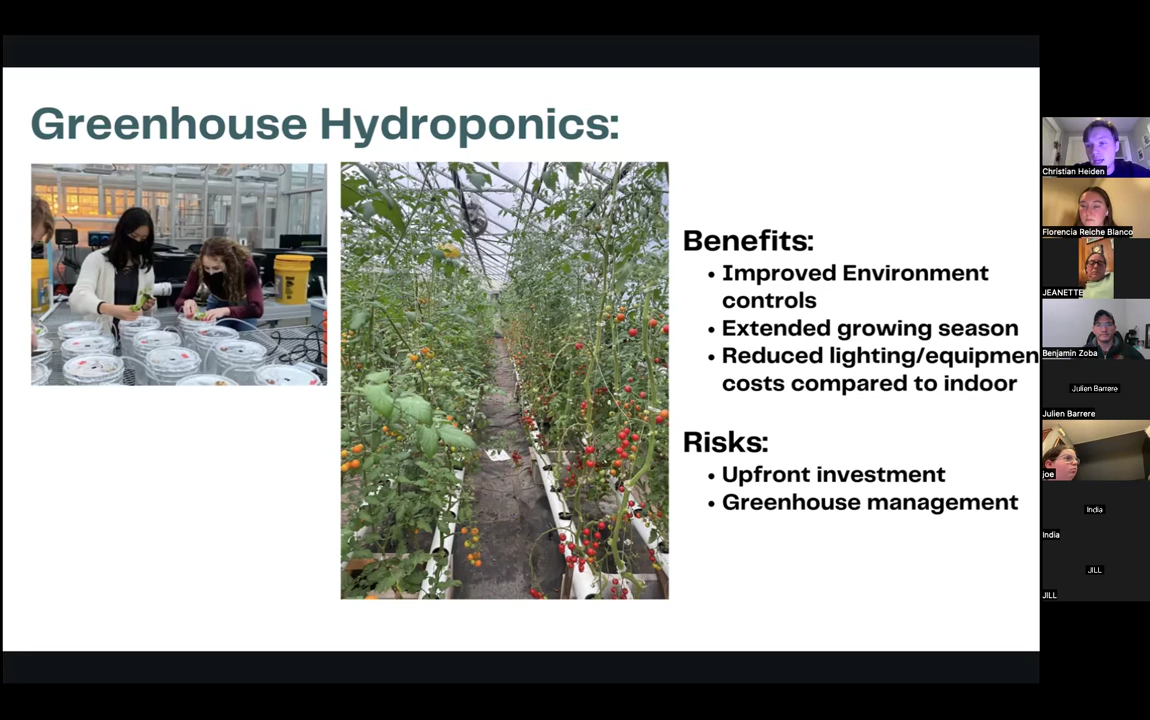 Greenhouse Hydroponics:
Benefits:
• Improved Environment
controls
• Extended growing season
• Reduced lighting/equipmen
costs compared to indoor
Risks:
• Upfront investment
• Greenhouse management
Christian Heiden
Florencia Reiche Blanco
JEANETTE
Benjamin Zoba
Julien Barrere
Julien Barrere
joe
India
India
JILL
JILL